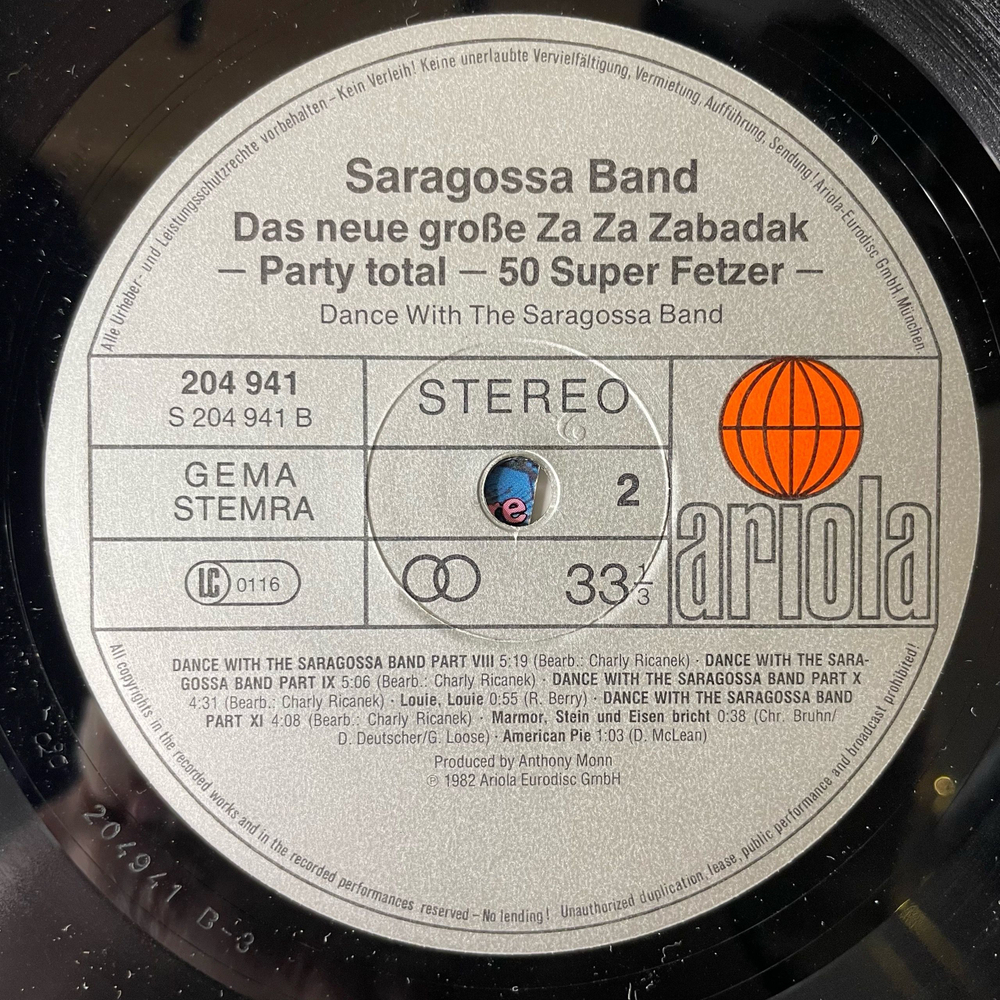 Alle Urheber- und Leistungsschutzrechte vorbehalten – Kein Verleih! Keine unerlaubte Vervielfältigung, Vermietung, Aufführung, Sendung! Ariola-Eurodisc GmbH, München
Saragossa Band
Das neue große Za Za Zabadak
— Party total — 50 Super Fetzer —
Dance With The Saragossa Band
204 941
S 204 941 B
STEREO
GEMA
STEMRA
2
LC 0116
33 1/3
ariola
re
DANCE WITH THE SARAGOSSA BAND PART VIII 5:19 (Bearb.: Charly Ricanek) · DANCE WITH THE SARA-
GOSSA BAND PART IX 5:06 (Bearb.: Charly Ricanek) · DANCE WITH THE SARAGOSSA BAND PART X
4:31 (Bearb.: Charly Ricanek) · Louie, Louie 0:55 (R. Berry) · DANCE WITH THE SARAGOSSA BAND
PART XI 4:08 (Bearb.: Charly Ricanek) · Marmor, Stein und Eisen bricht 0:38 (Chr. Bruhn/
D. Deutscher/G. Loose) · American Pie 1:03 (D. McLean)
Produced by Anthony Monn
℗ 1982 Ariola Eurodisc GmbH
All copyrights in the recorded works and in the recorded performances reserved – No lending! Unauthorized duplication, lease, public performance and broadcast prohibited!
204941 B-3